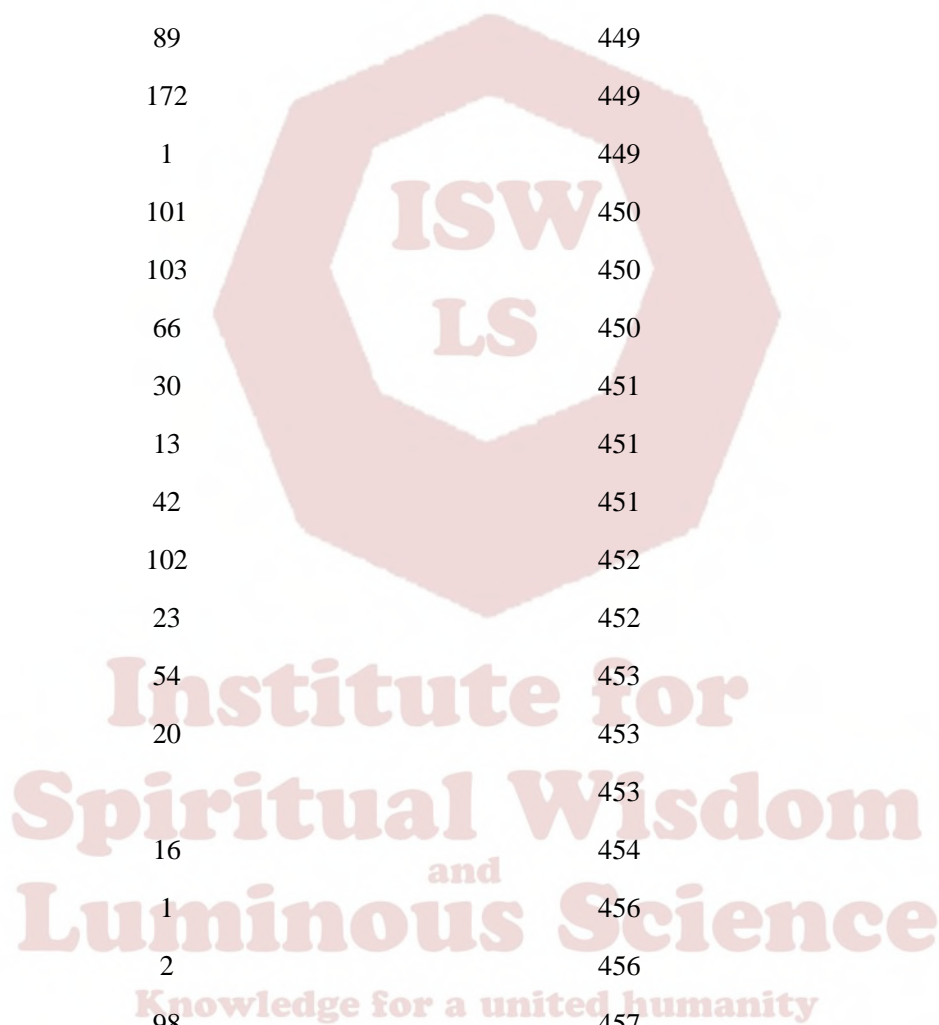 89 449
172 449
1 449
101 450
ISW
103 450
LS
66 450
30 451
13 451
42 451
102 452
23 452
54 453
Institute for
20 453
453
Spiritual Wisdom
16 454
and
1 456
Luminous Science
2 456
Knowledge for a united humanity
98 457